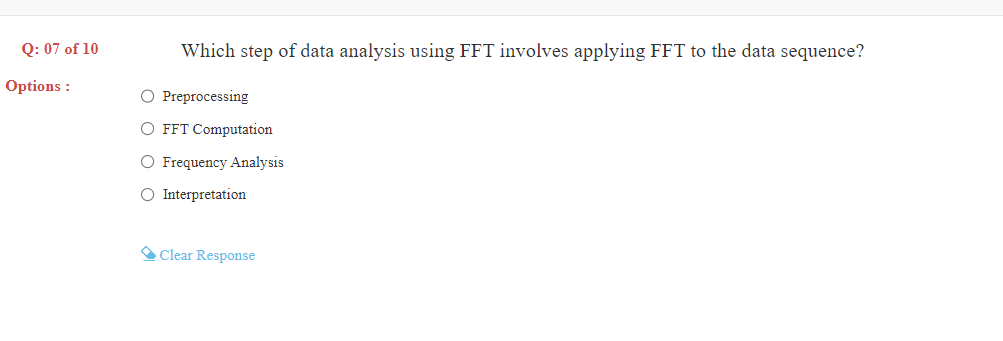 Q: 07 of 10
Which step of data analysis using FFT involves applying FFT to the data sequence?
Options :
Preprocessing
FFT Computation
Frequency Analysis
Interpretation
Clear Response